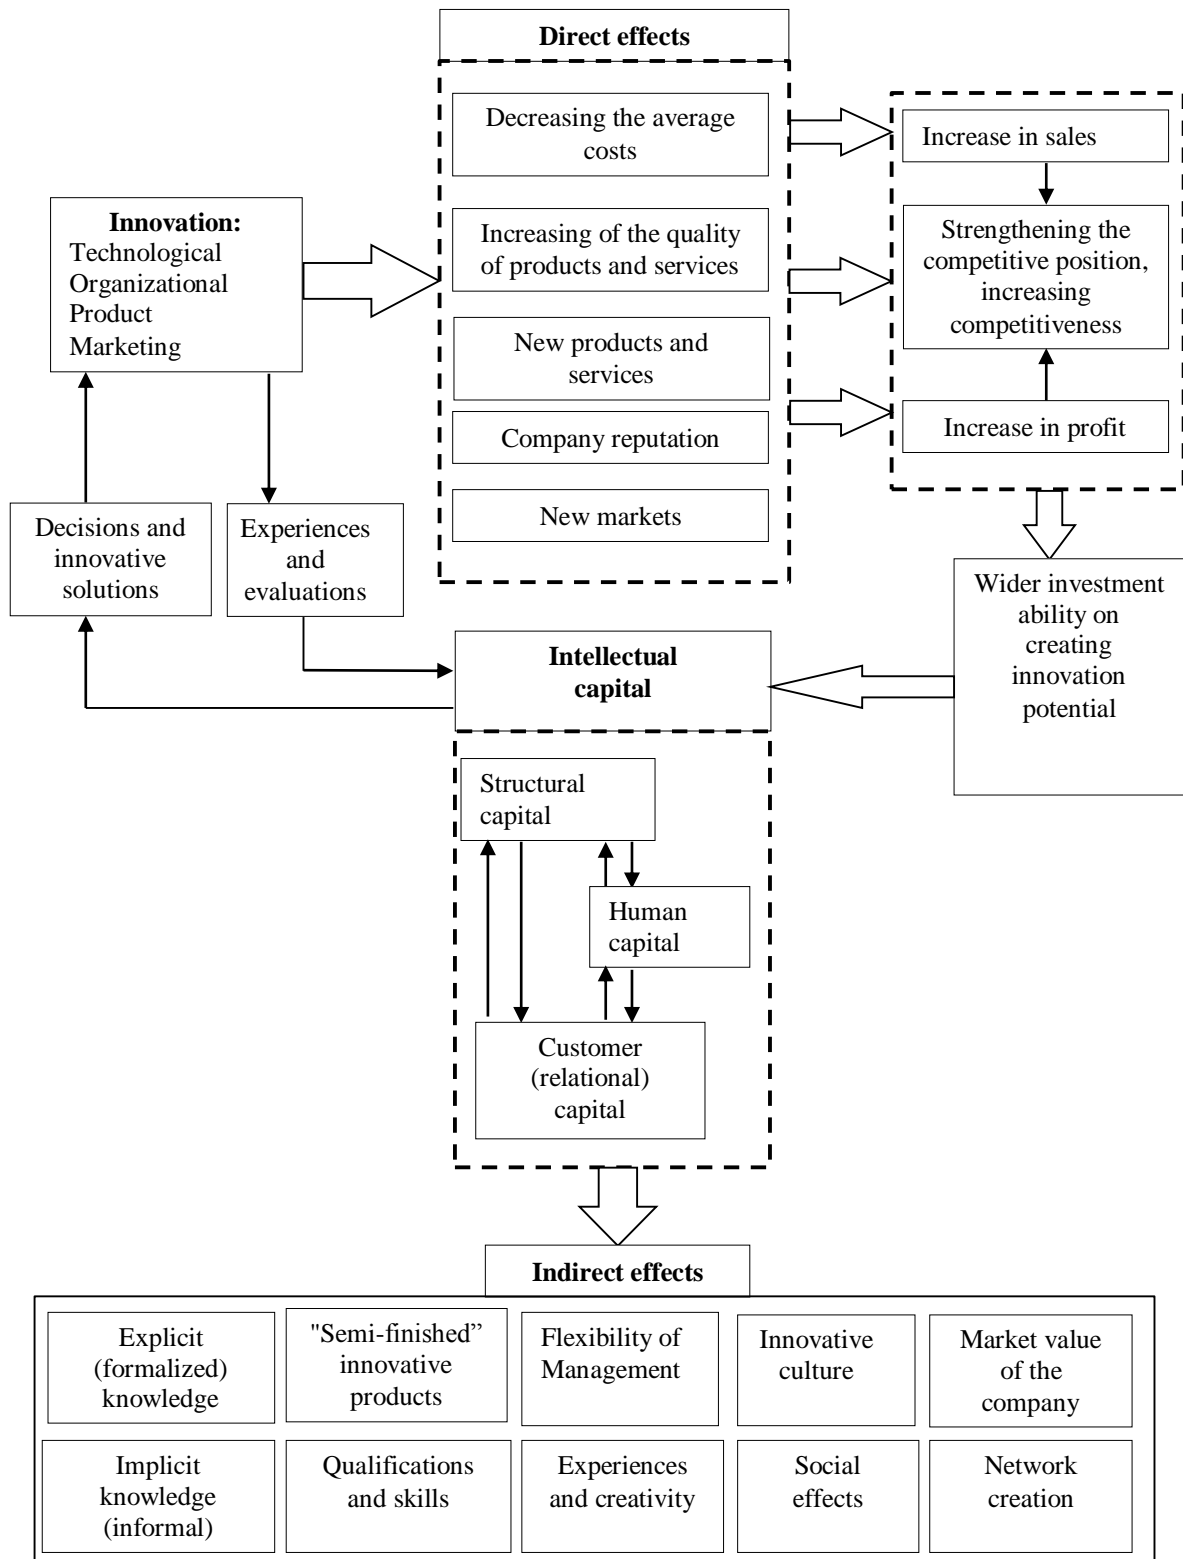 Direct effects
Decreasing the average
costs
Increase in sales
Innovation:
Technological
Organizational
Product
Marketing
Increasing of the quality
of products and services
Strengthening the
competitive position,
increasing
competitiveness
New products and
services
Company reputation
Increase in profit
New markets
Decisions and
innovative
solutions
Experiences
and
evaluations
Wider investment
ability on
creating
innovation
potential
Intellectual
capital
Structural
capital
Human
capital
Customer
(relational)
capital
Indirect effects
Explicit
(formalized)
knowledge
"Semi-finished”
innovative
products
Flexibility of
Management
Innovative
culture
Market value
of the
company
Implicit
knowledge
(informal)
Qualifications
and skills
Experiences
and creativity
Social
effects
Network
creation